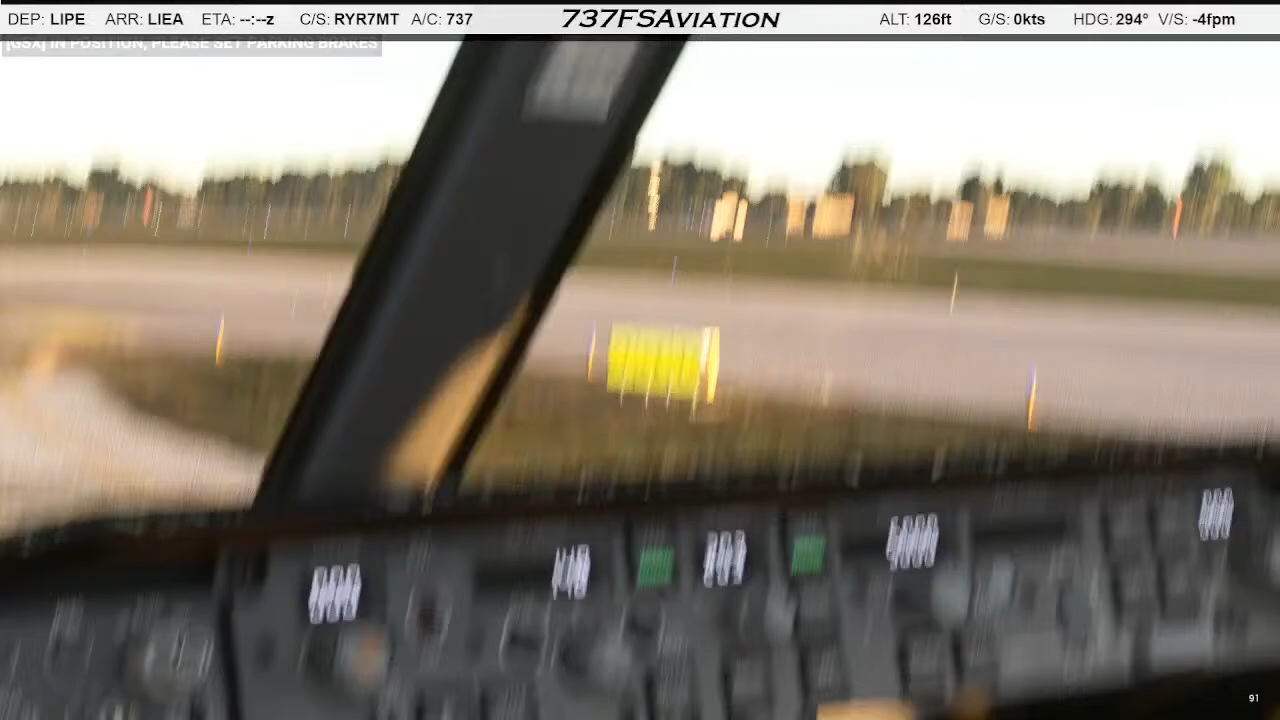 DEP: LIPE ARR: LIEA ETA: --:--z C/S: RYR7MT A/C: 737 737FSAVIATION ALT: 126ft G/S: 0kts HDG: 294° V/S: -4fpm
[GSX] IN POSITION, PLEASE SET PARKING BRAKES
91